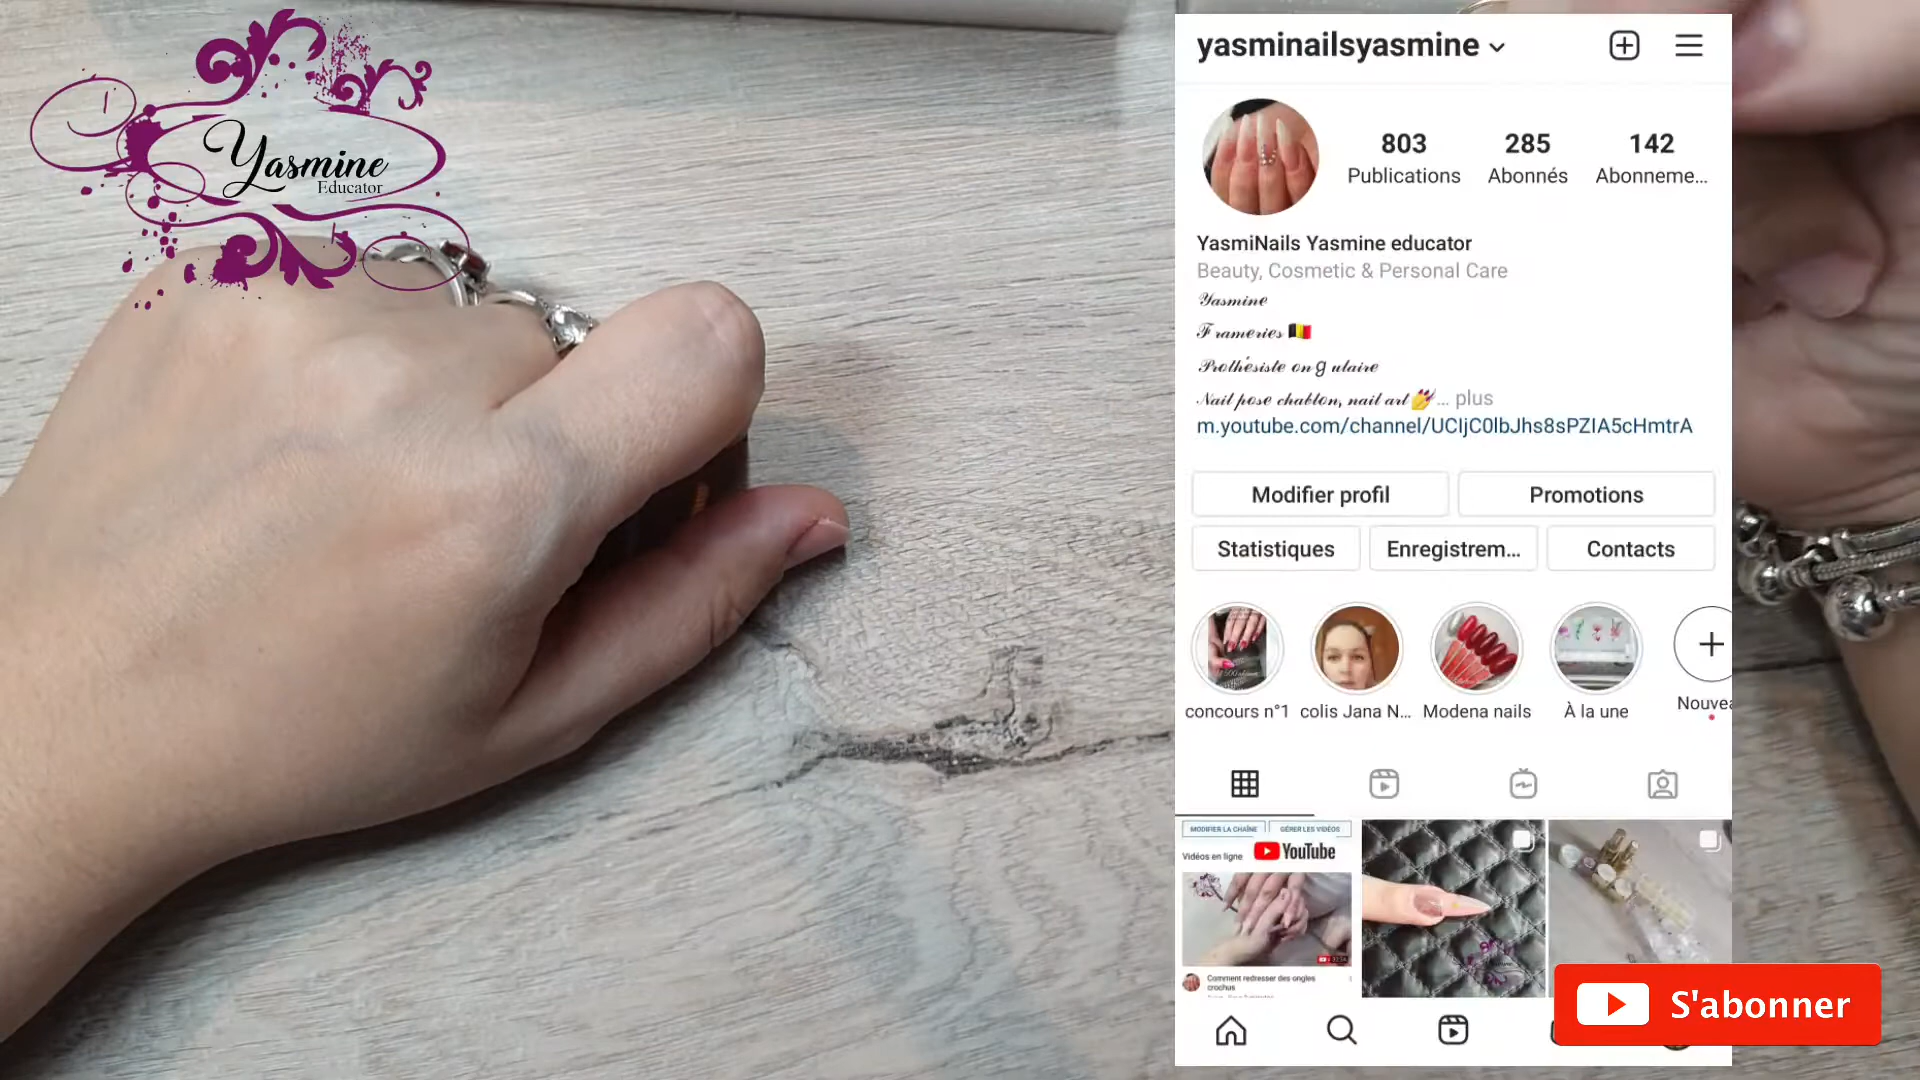 Yasmine
Educator
yasminailsyasmine
803
285
142
Publications
Abonnés
Abonneme...
YasmiNails Yasmine educator
Beauty, Cosmetic & Personal Care
Yasmine
Frameries
Prothésiste ongulaire
Nail pose chablon, nail art ... plus
m.youtube.com/channel/UCIjC0lbJhs8sPZIA5cHmtrA
Modifier profil
Promotions
Statistiques
Enregistrem...
Contacts
concours n°1
colis Jana N...
Modena nails
À la une
Nouvea
MODIFIER LA CHAÎNE
GÉRER LES VIDÉOS
Vidéos en ligne
YouTube
Comment redresser des ongles
crochus
S'abonner